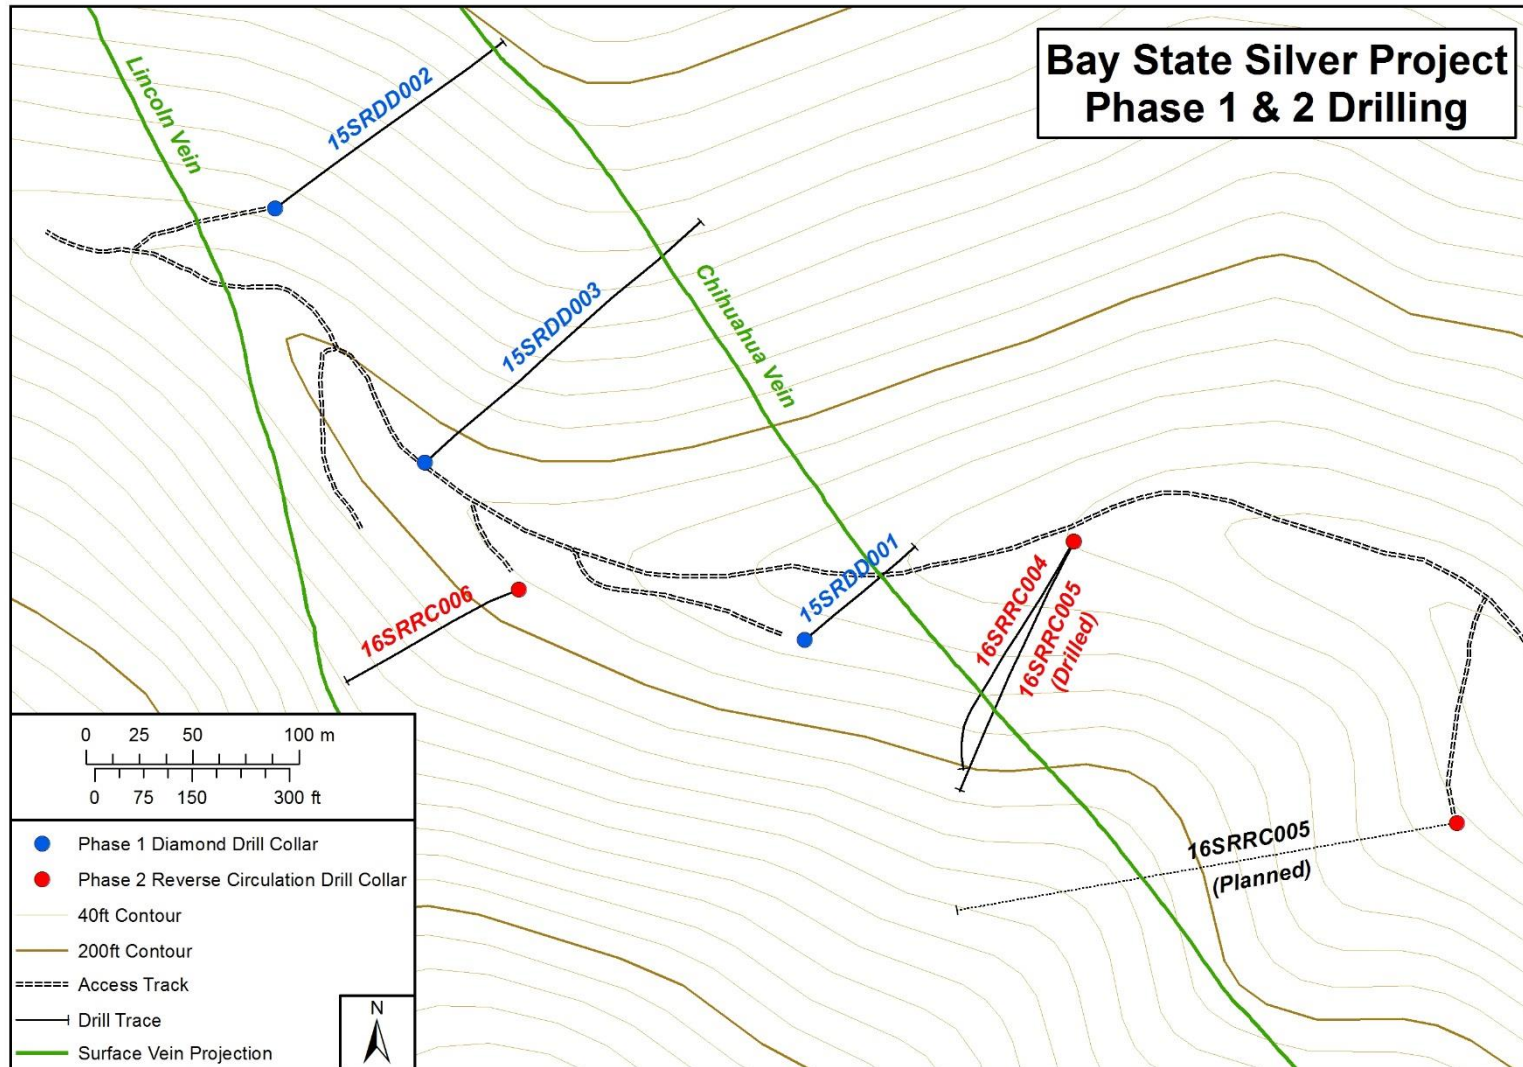 Bay State Silver Project
Phase 1 & 2 Drilling
Lincoln Vein
15SRDD002
15SRDD003
Chihuahua Vein
15SRDD001
16SRRC004
16SRRC005
(Drilled)
16SRRC006
16SRRC005
(Planned)
0 25 50 100 m
0 75 150 300 ft
Phase 1 Diamond Drill Collar
Phase 2 Reverse Circulation Drill Collar
40ft Contour
200ft Contour
Access Track
Drill Trace
Surface Vein Projection
N